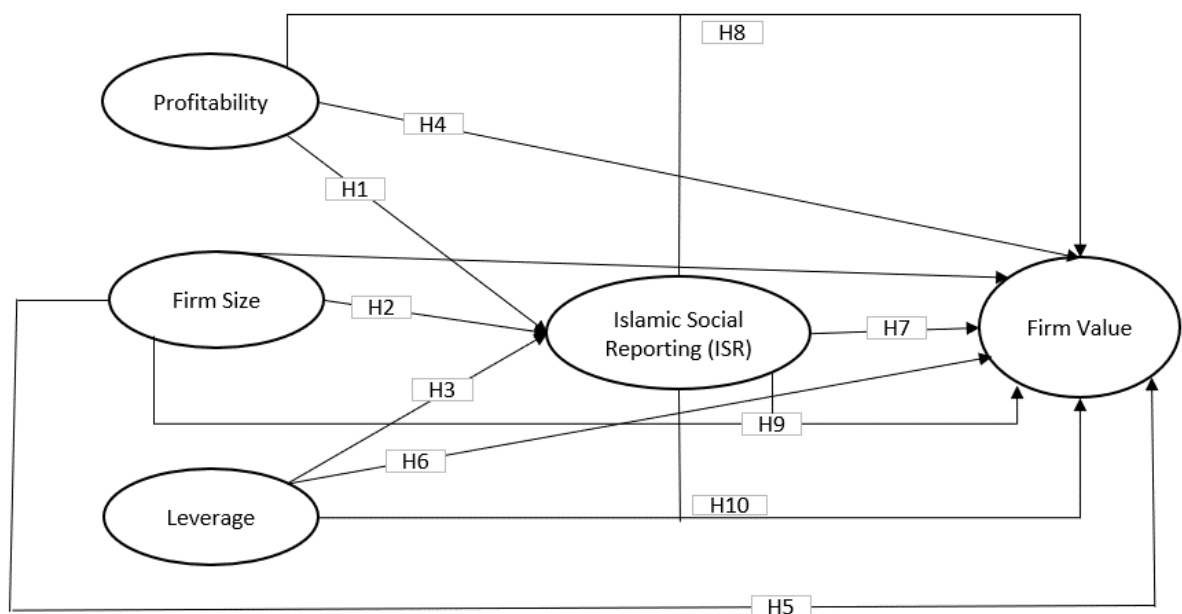 H8
Profitability
H4
H1
Firm Size
H2
Islamic Social
Reporting (ISR)
H7
Firm Value
H3
H9
H6
Leverage
H10
H5